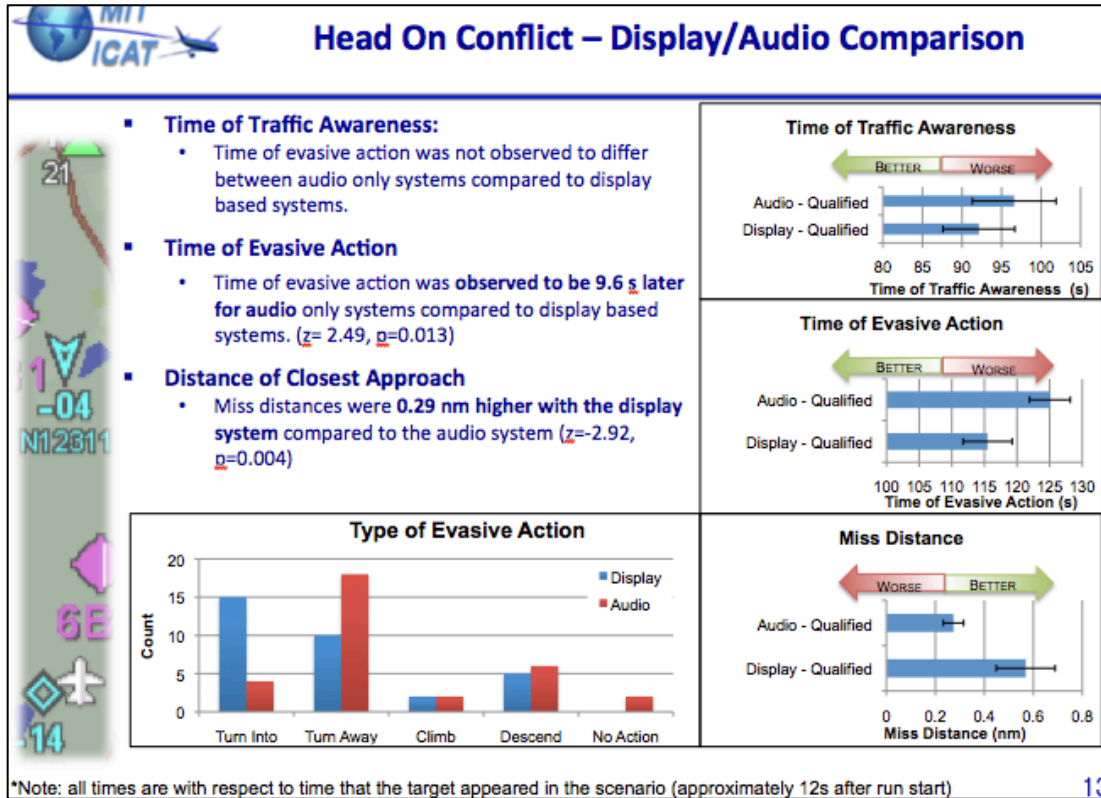 MIT
ICAT
Head On Conflict – Display/Audio Comparison
▪ Time of Traffic Awareness:
• Time of evasive action was not observed to differ
between audio only systems compared to display
based systems.
▪ Time of Evasive Action
• Time of evasive action was observed to be 9.6 s later
for audio only systems compared to display based
systems. (z= 2.49, p=0.013)
▪ Distance of Closest Approach
• Miss distances were 0.29 nm higher with the display
system compared to the audio system (z=-2.92,
p=0.004)
21
1
-04
N12311
6B
-14
Time of Traffic Awareness
BETTER WORSE
Audio - Qualified
Display - Qualified
80 85 90 95 100 105
Time of Traffic Awareness (s)
Time of Evasive Action
BETTER WORSE
Audio - Qualified
Display - Qualified
100 105 110 115 120 125 130
Time of Evasive Action (s)
Type of Evasive Action
20
15
10
5
0
Count
Display
Audio
Turn Into Turn Away Climb Descend No Action
Miss Distance
WORSE BETTER
Audio - Qualified
Display - Qualified
0 0.2 0.4 0.6 0.8
Miss Distance (nm)
*Note: all times are with respect to time that the target appeared in the scenario (approximately 12s after run start)
13